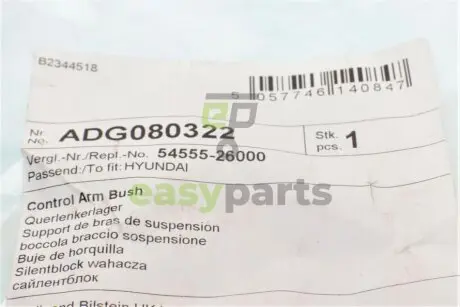 B2344518
5 057746 140847
Nr.
No. ADG080322
Stk.
pcs. 1
Vergl.-Nr./Repl.-No. 54555-26000
Passend:/To fit: HYUNDAI
easyparts
Control Arm Bush
Querlenkerlager
Support de bras de suspension
boccola braccio sospensione
Buje de horquilla
Silentblock wahacza
сайлентблок
Bilstein